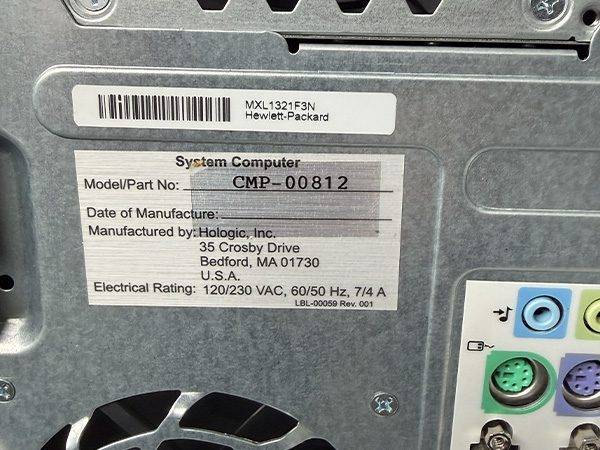 MXL1321F3N
Hewlett-Packard
System Computer
Model/Part No: CMP-00812
Date of Manufacture:
Manufactured by: Hologic, Inc.
35 Crosby Drive
Bedford, MA 01730
U.S.A.
Electrical Rating: 120/230 VAC, 60/50 Hz, 7/4 A
LBL-00059 Rev. 001